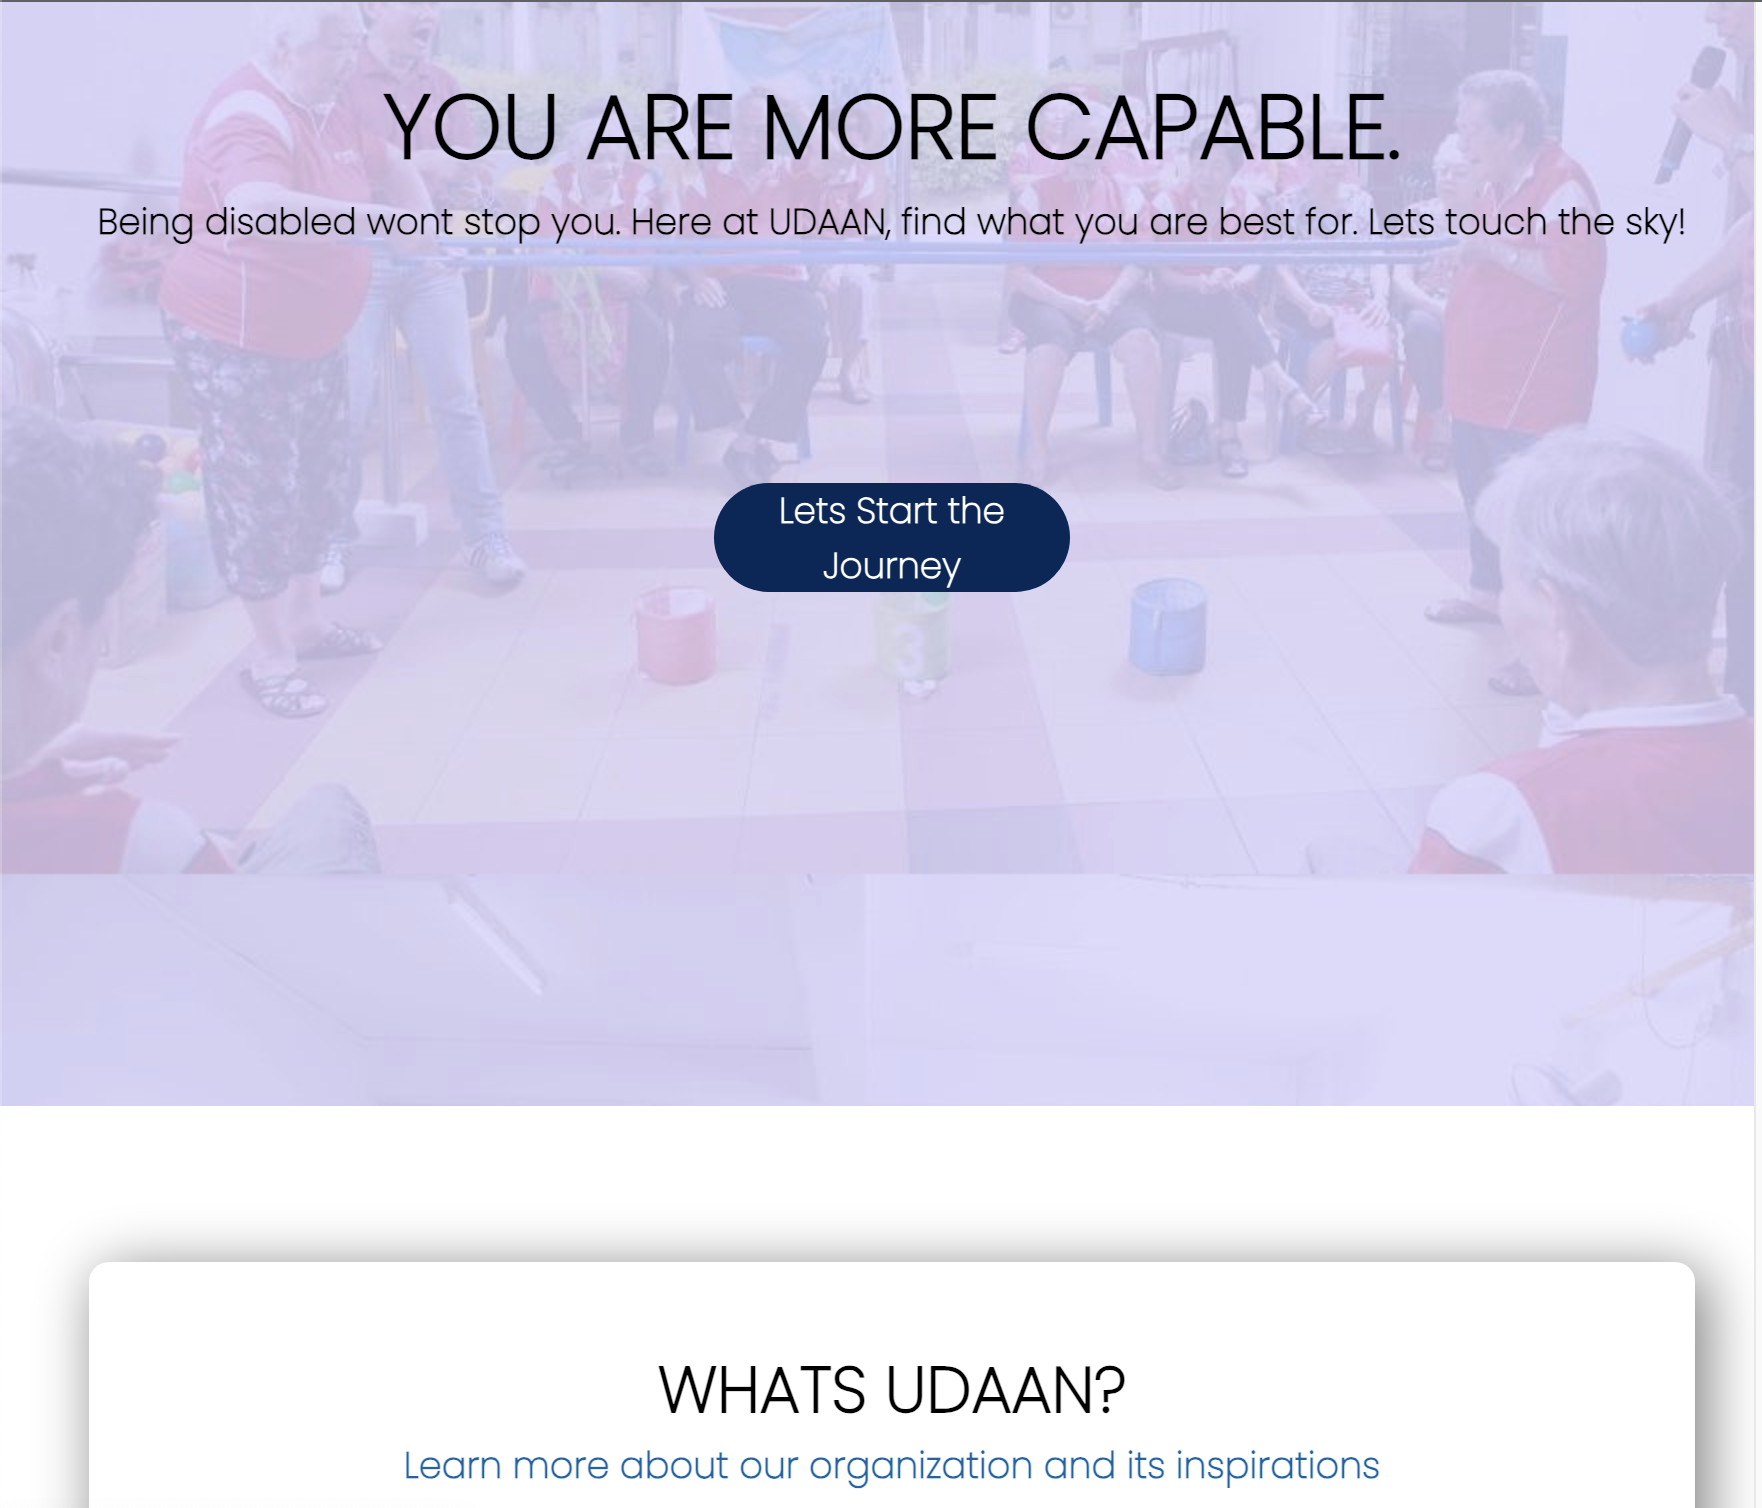 YOU ARE MORE CAPABLE.
Being disabled wont stop you. Here at UDAAN, find what you are best for. Lets touch the sky!
Lets Start the
Journey
3
WHATS UDAAN?
Learn more about our organization and its inspirations